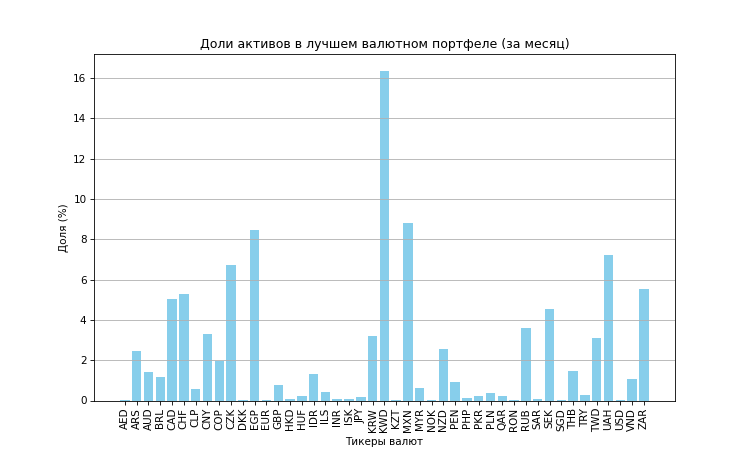 Доли активов в лучшем валютном портфеле (за месяц)
Доля (%)
16
14
12
10
8
6
4
2
0
AED ARS AUD BRL CAD CHF CLP CNY COP CZK DKK EGP EUR GBP HKD HUF IDR ILS INR ISK JPY KRW KWD KZT MXN MYR NOK NZD PEN PHP PKR PLN QAR RON RUB SAR SEK SGD THB TRY TWD UAH USD VND ZAR
Тикеры валют